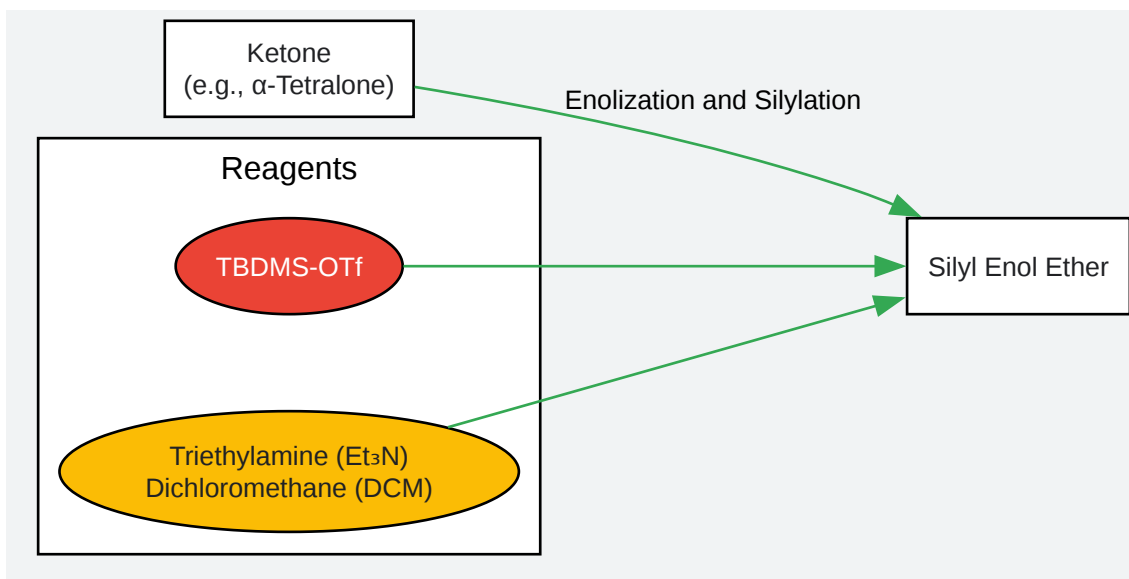 Ketone
(e.g., α-Tetralone)
Enolization and Silylation
Reagents
TBDMS-OTf
Silyl Enol Ether
Triethylamine (Et₃N)
Dichloromethane (DCM)